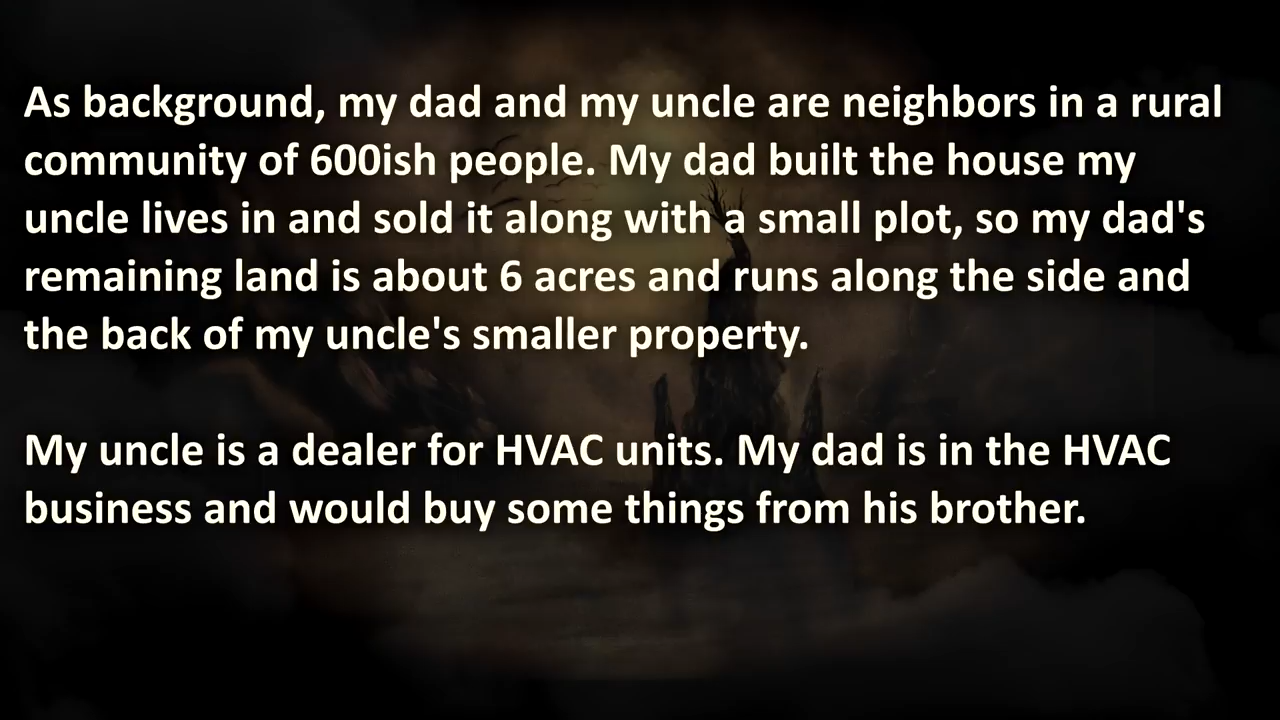 As background, my dad and my uncle are neighbors in a rural
community of 600ish people. My dad built the house my
uncle lives in and sold it along with a small plot, so my dad's
remaining land is about 6 acres and runs along the side and
the back of my uncle's smaller property.
My uncle is a dealer for HVAC units. My dad is in the HVAC
business and would buy some things from his brother.